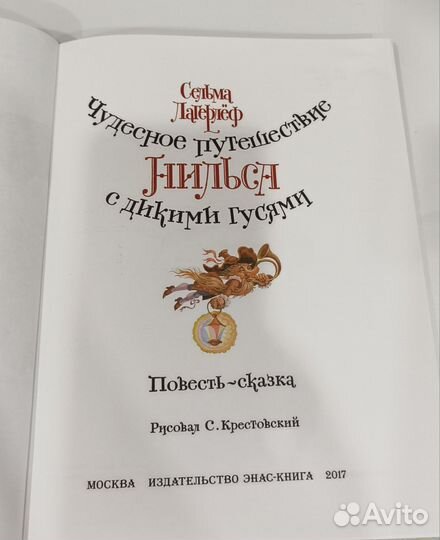 Сельма
Лагерлёф
Чудесное путешествие
Нильса
с дикими гусями
Повесть~сказка
Рисовал С. Крестовский
МОСКВА ИЗДАТЕЛЬСТВО ЭНАС-КНИГА 2017
Avito